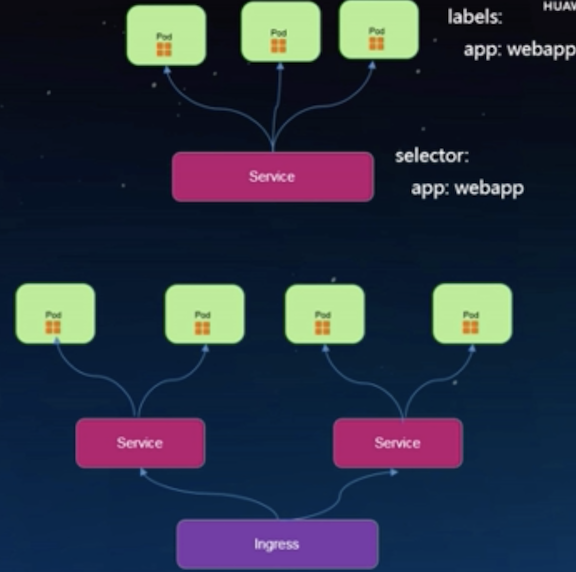 HUAW
labels:
app: webapp
Pod
Pod
Pod
Service
selector:
app: webapp
Pod
Pod
Pod
Pod
Service
Service
Ingress